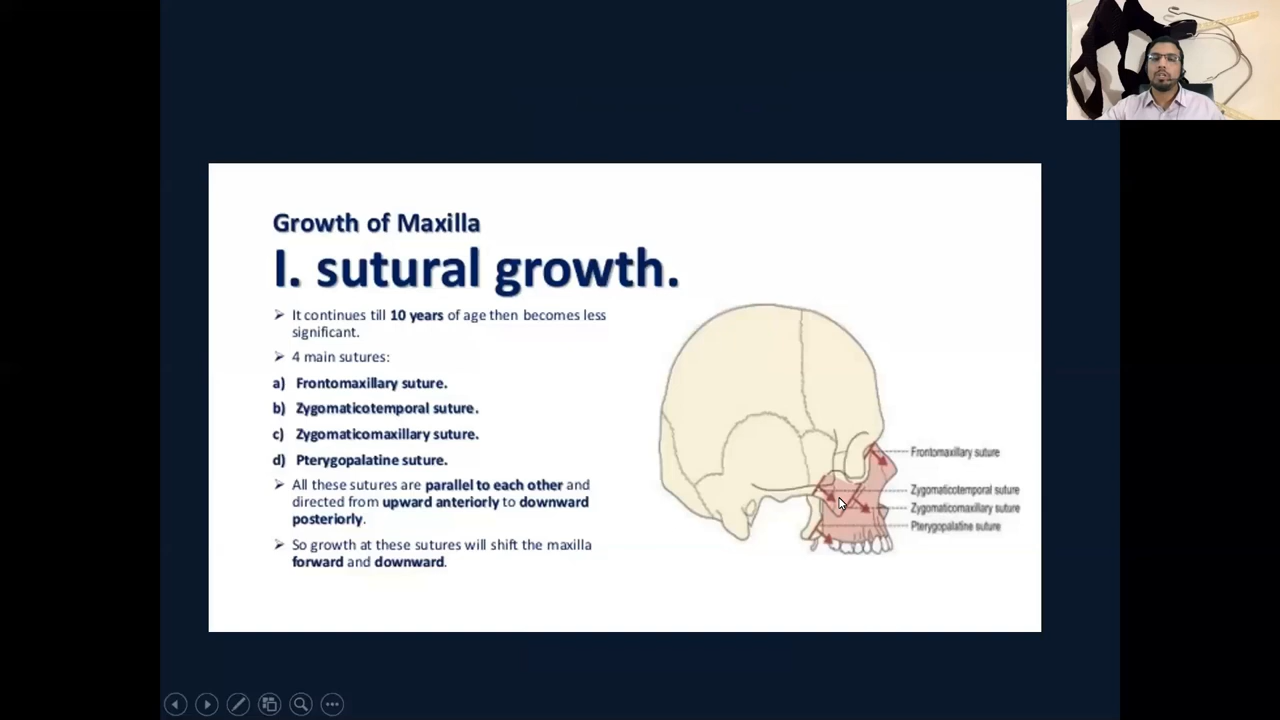 Growth of Maxilla
I. sutural growth.
➢ It continues till 10 years of age then becomes less
significant.
➢ 4 main sutures:
a) Frontomaxillary suture.
b) Zygomaticotemporal suture.
c) Zygomaticomaxillary suture.
d) Pterygopalatine suture.
➢ All these sutures are parallel to each other and
directed from upward anteriorly to downward
posteriorly.
➢ So growth at these sutures will shift the maxilla
forward and downward.
Frontomaxillary suture
Zygomaticotemporal suture
Zygomaticomaxillary suture
Pterygopalatine suture